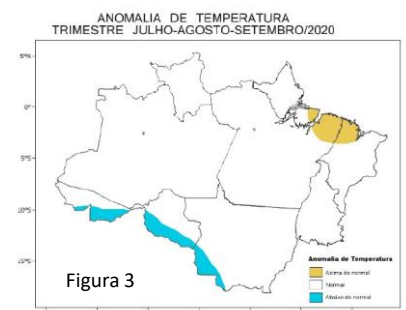 ANOMALIA DE TEMPERATURA
TRIMESTRE JULHO-AGOSTO-SETEMBRO/2020
5°N
0°
5°S
10°S
15°S
Anomalia de Temperatura
Acima do normal
Normal
Abaixo do normal
Figura 3